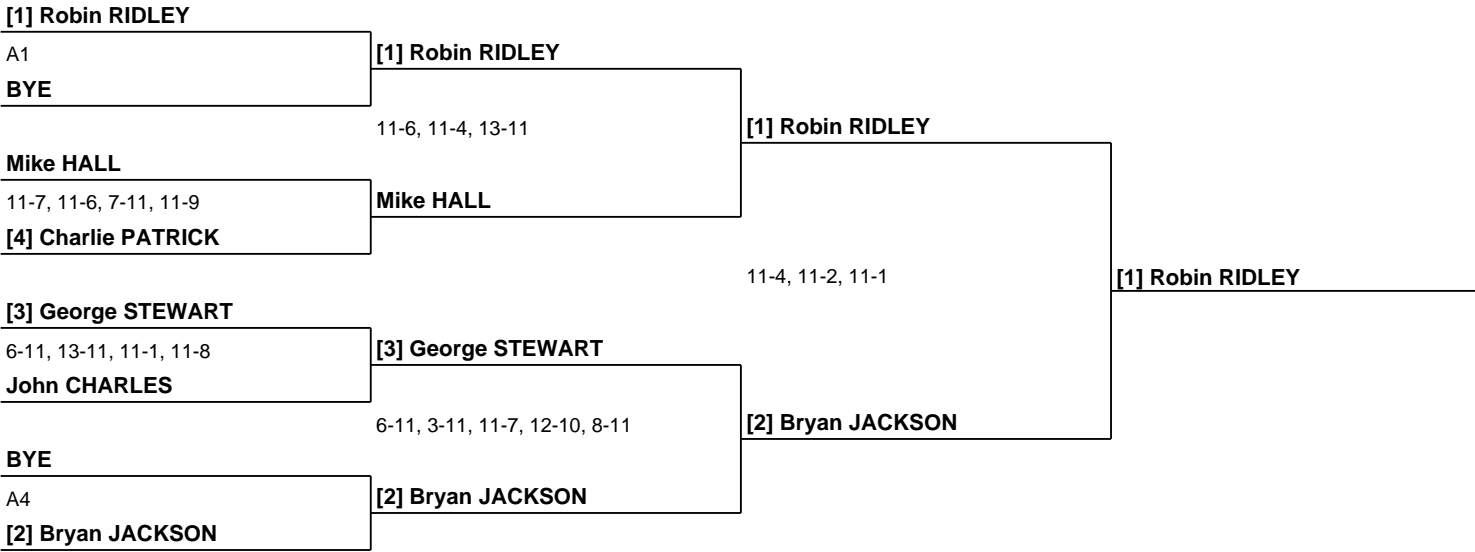 [1] Robin RIDLEY
A1
[1] Robin RIDLEY
BYE
11-6, 11-4, 13-11
[1] Robin RIDLEY
Mike HALL
11-7, 11-6, 7-11, 11-9
Mike HALL
[4] Charlie PATRICK
11-4, 11-2, 11-1
[1] Robin RIDLEY
[3] George STEWART
6-11, 13-11, 11-1, 11-8
[3] George STEWART
John CHARLES
6-11, 3-11, 11-7, 12-10, 8-11
[2] Bryan JACKSON
BYE
A4
[2] Bryan JACKSON
[2] Bryan JACKSON